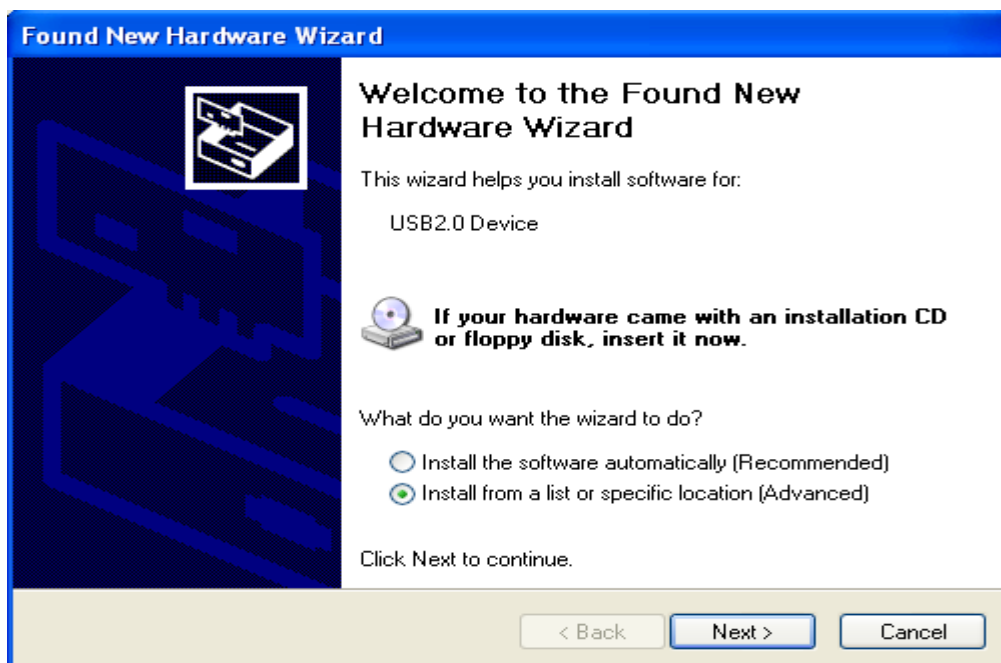 Found New Hardware Wizard
Welcome to the Found New
Hardware Wizard
This wizard helps you install software for:
USB2.0 Device
If your hardware came with an installation CD
or floppy disk, insert it now.
What do you want the wizard to do?
Install the software automatically (Recommended)
Install from a list or specific location (Advanced)
Click Next to continue.
< Back Next > Cancel